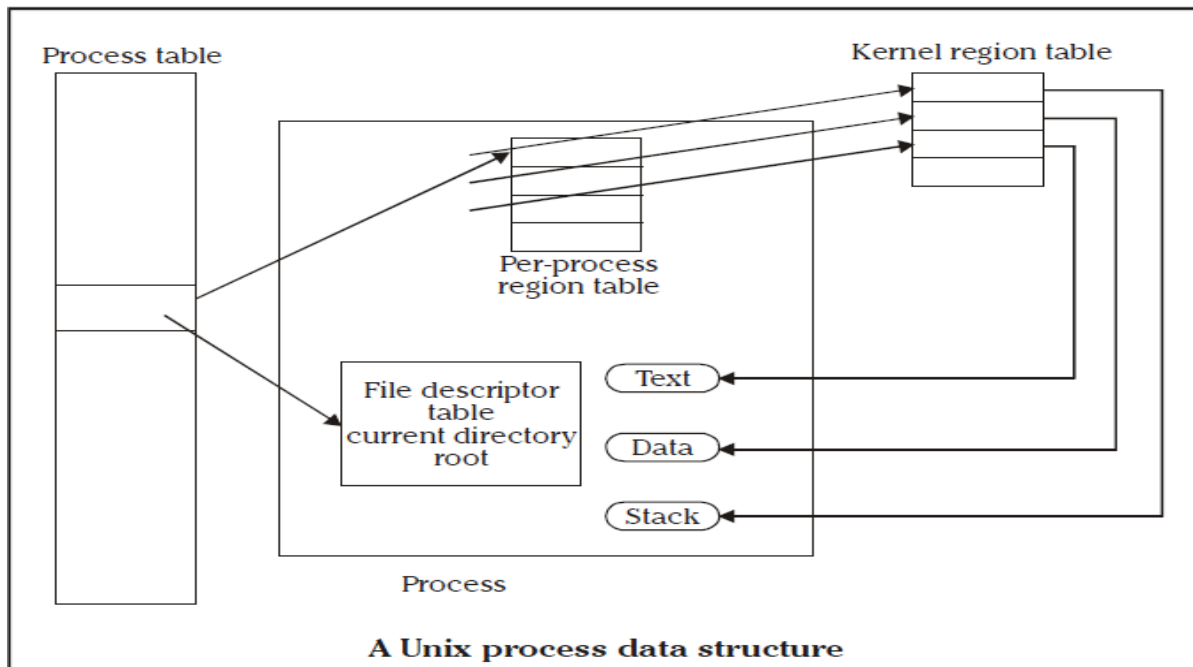 Process table
Kernel region table
Per-process
region table
File descriptor
table
current directory
root
Text
Data
Stack
Process
A Unix process data structure